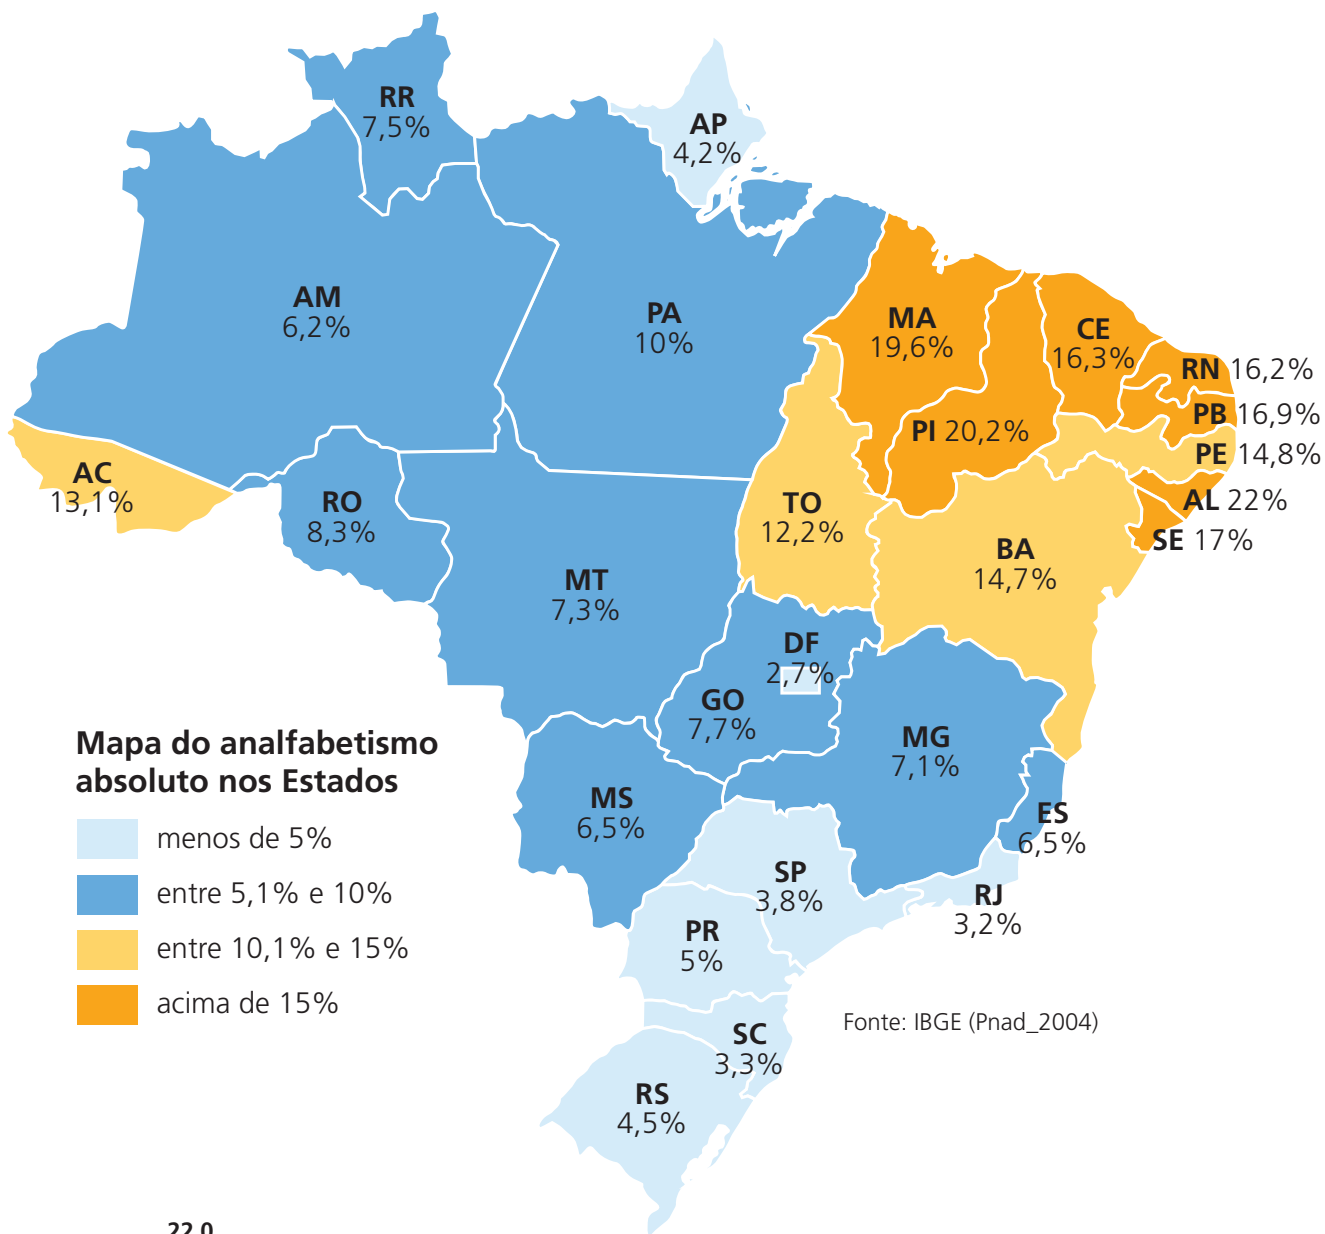 RR
7,5%
AP
4,2%
AM
6,2%
PA
10%
MA
19,6%
CE
16,3%
RN 16,2%
PB 16,9%
PI 20,2%
PE 14,8%
AC
13,1%
RO
8,3%
TO
12,2%
AL 22%
SE 17%
BA
14,7%
MT
7,3%
DF
2,7%
GO
7,7%
MG
7,1%
Mapa do analfabetismo
absoluto nos Estados
menos de 5%
entre 5,1% e 10%
entre 10,1% e 15%
acima de 15%
MS
6,5%
ES
6,5%
SP
3,8%
RJ
3,2%
PR
5%
SC
3,3%
RS
4,5%
Fonte: IBGE (Pnad_2004)
22,0